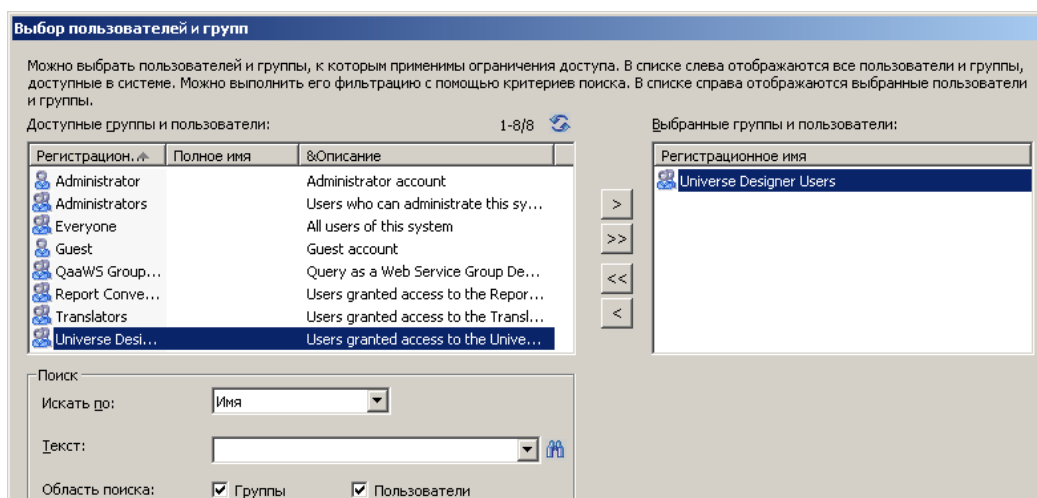 Выбор пользователей и групп
Можно выбрать пользователей и группы, к которым применимы ограничения доступа. В списке слева отображаются все пользователи и группы,
доступные в системе. Можно выполнить его фильтрацию с помощью критериев поиска. В списке справа отображаются выбранные пользователи
и группы.
Доступные группы и пользователи: 1-8/8
Регистрацион. Полное имя &Описание
Administrator Administrator account
Administrators Users who can administrate this sy...
Everyone All users of this system
Guest Guest account
QaaWS Group... Query as a Web Service Group De...
Report Conve... Users granted access to the Repor...
Translators Users granted access to the Transl...
Universe Desi... Users granted access to the Unive...
>
>>
<<
<
Выбранные группы и пользователи:
Регистрационное имя
Universe Designer Users
Поиск
Искать по: Имя
Текст:
Область поиска: Группы Пользователи